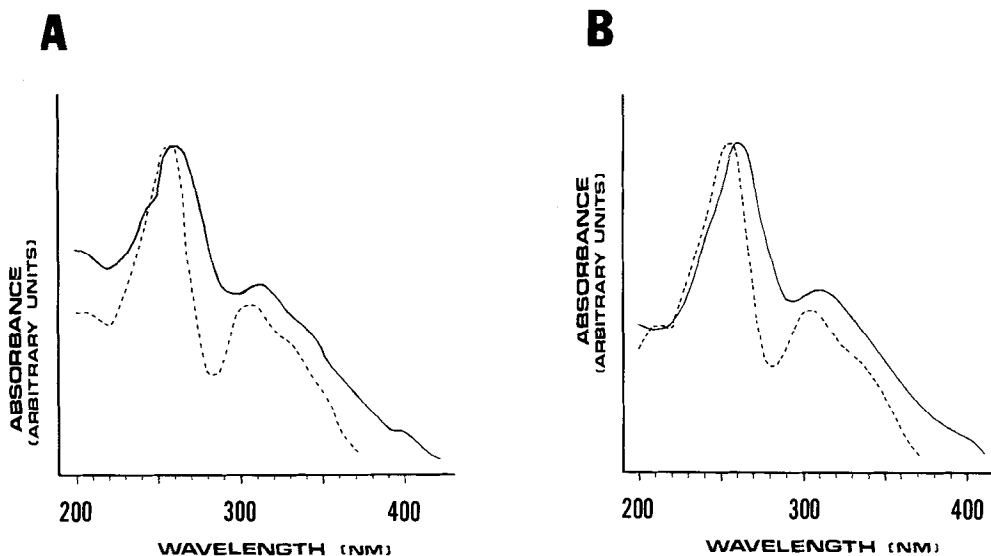 A
B
ABSORBANCE
(ARBITRARY UNITS)
200
300
400
WAVELENGTH (NM)
ABSORBANCE
(ARBITRARY UNITS)
200
300
400
WAVELENGTH (NM)